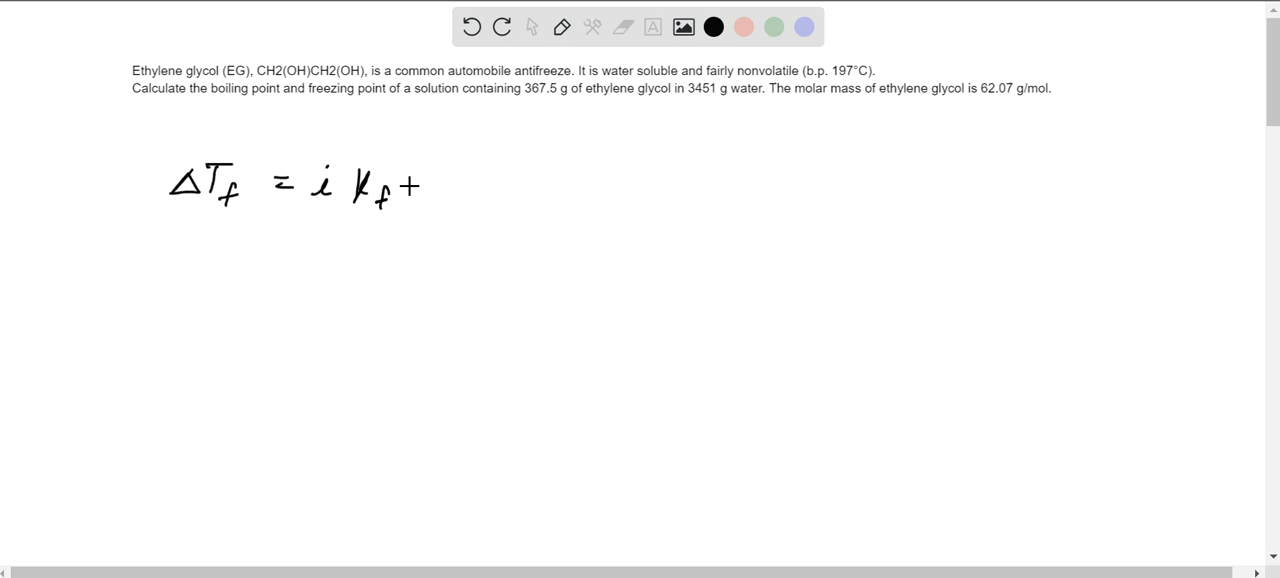 Ethylene glycol (EG), CH2(OH)CH2(OH), is a common automobile antifreeze. It is water soluble and fairly nonvolatile (b.p. 197°C).
Calculate the boiling point and freezing point of a solution containing 367.5 g of ethylene glycol in 3451 g water. The molar mass of ethylene glycol is 62.07 g/mol.
ΔTf = i kf +